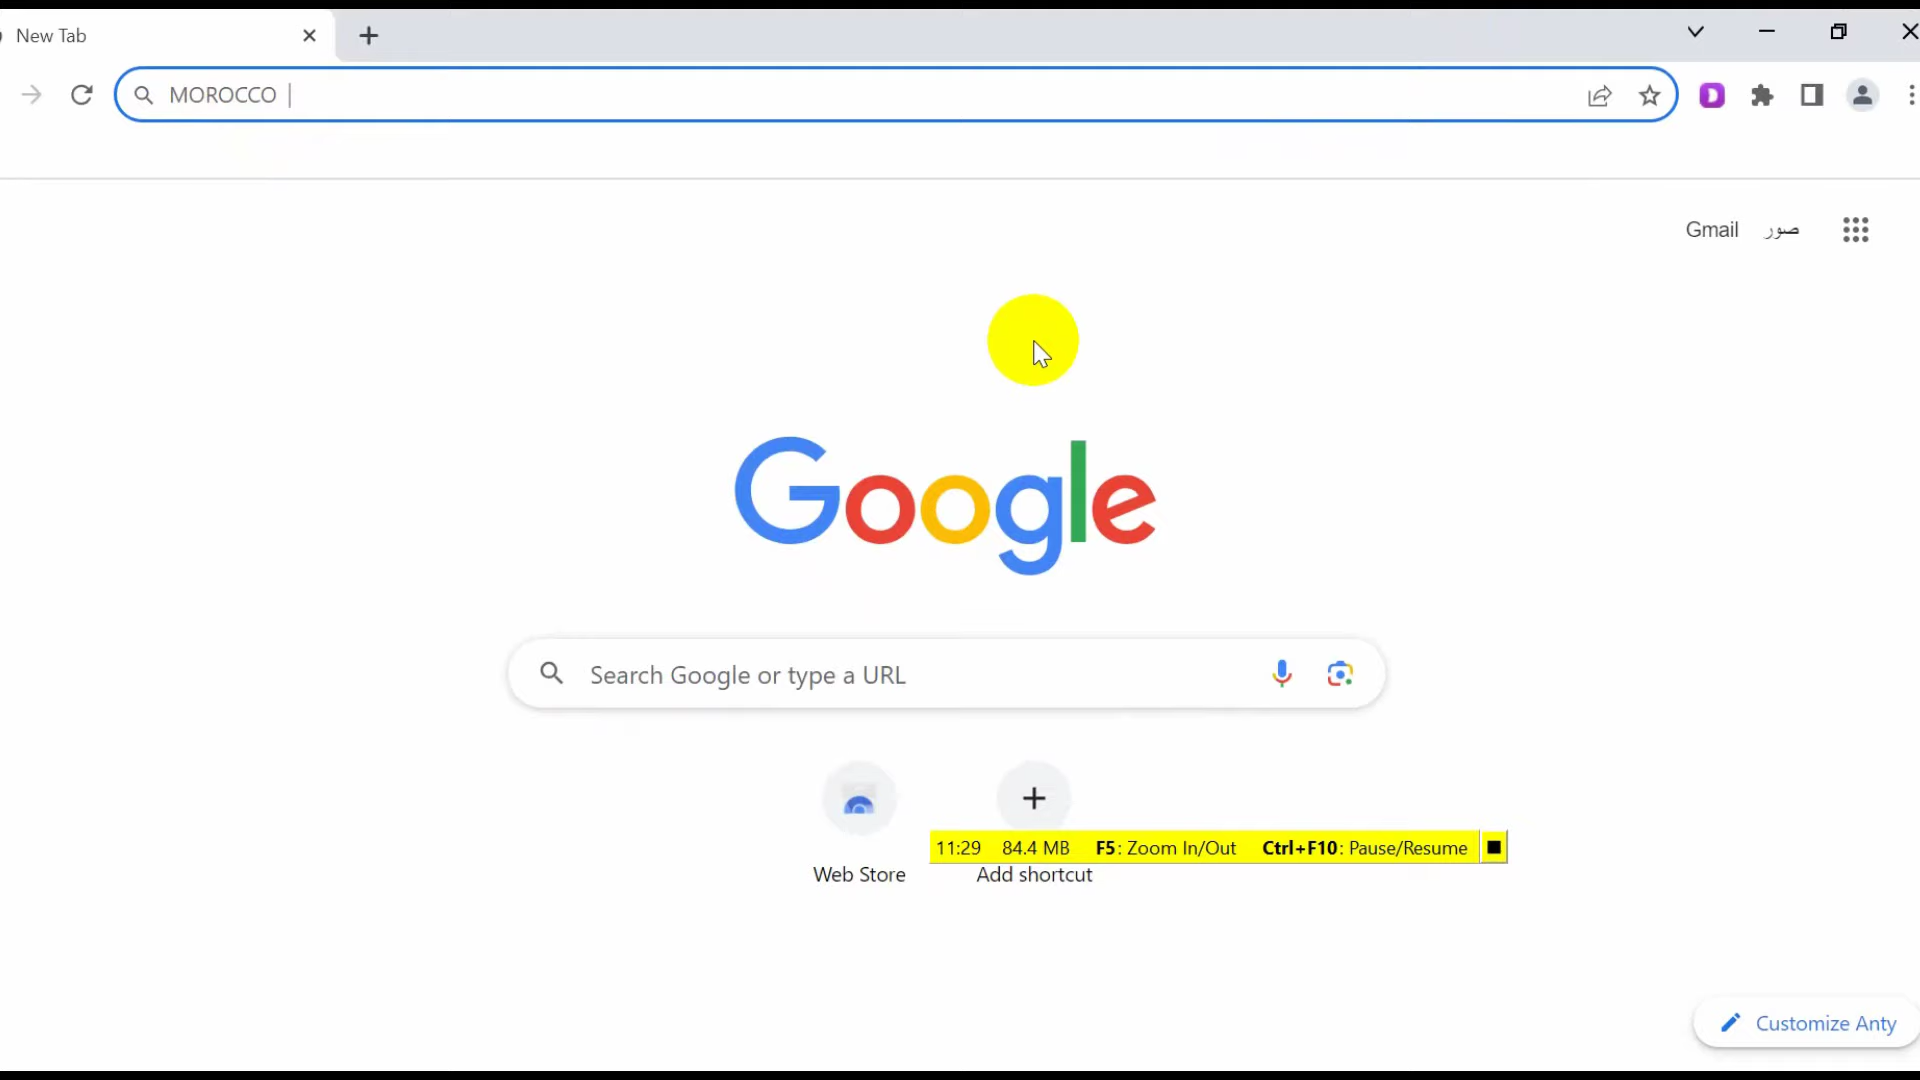 New Tab
MOROCCO
Gmail صور
Google
Search Google or type a URL
11:29 84.4 MB F5: Zoom In/Out Ctrl+F10: Pause/Resume
Web Store Add shortcut
Customize Anty